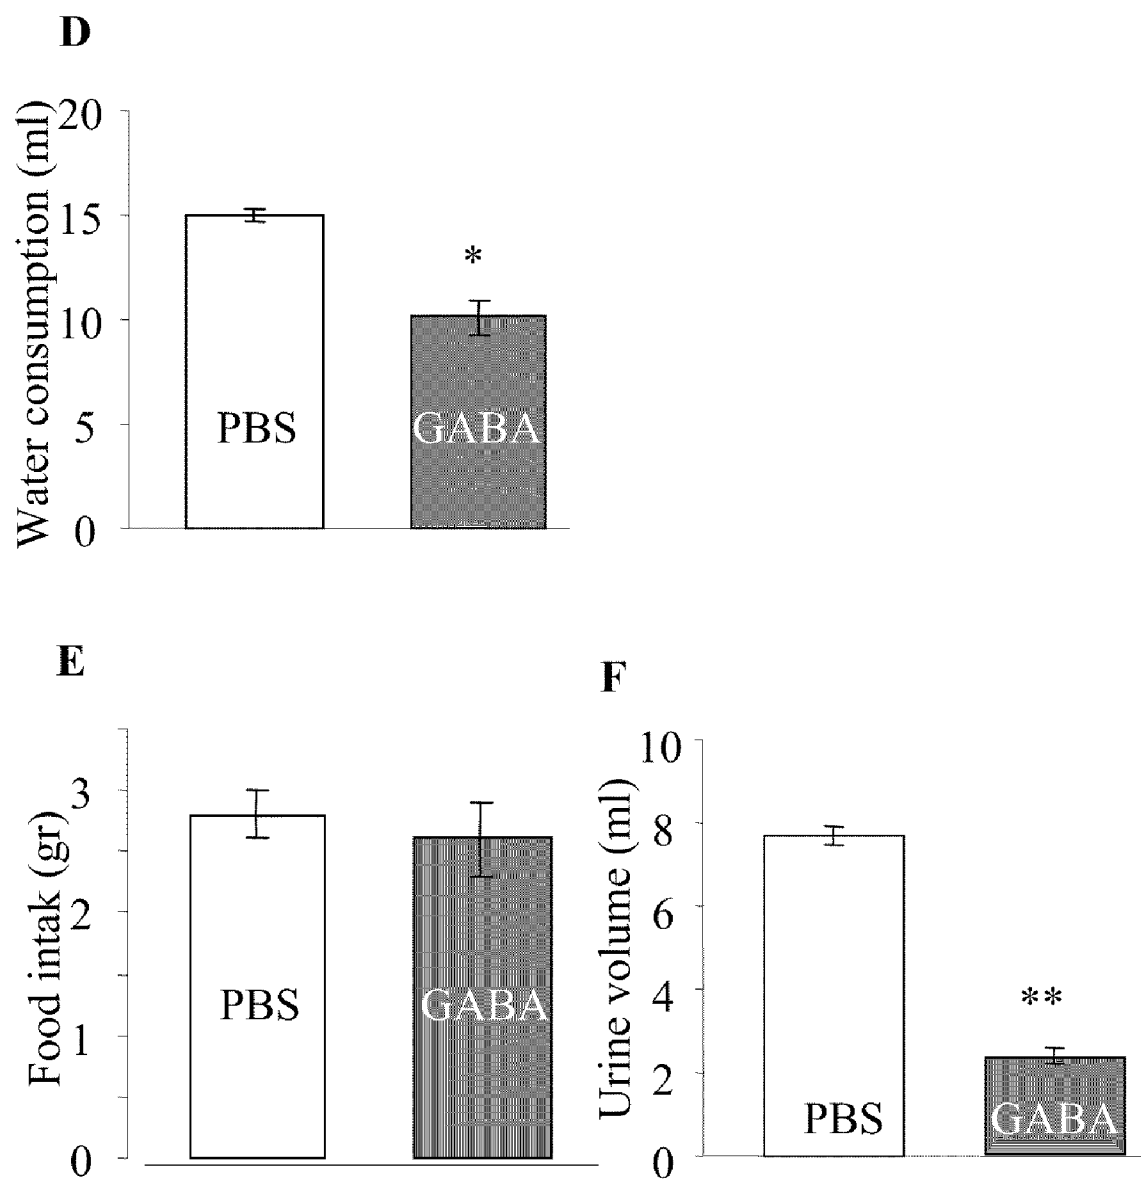 D
Water consumption (ml)
20
15
10
5
0
*
PBS
GABA
E
Food intak (gr)
3
2
1
0
PBS
GABA
F
Urine volume (ml)
10
8
6
4
2
0
**
PBS
GABA